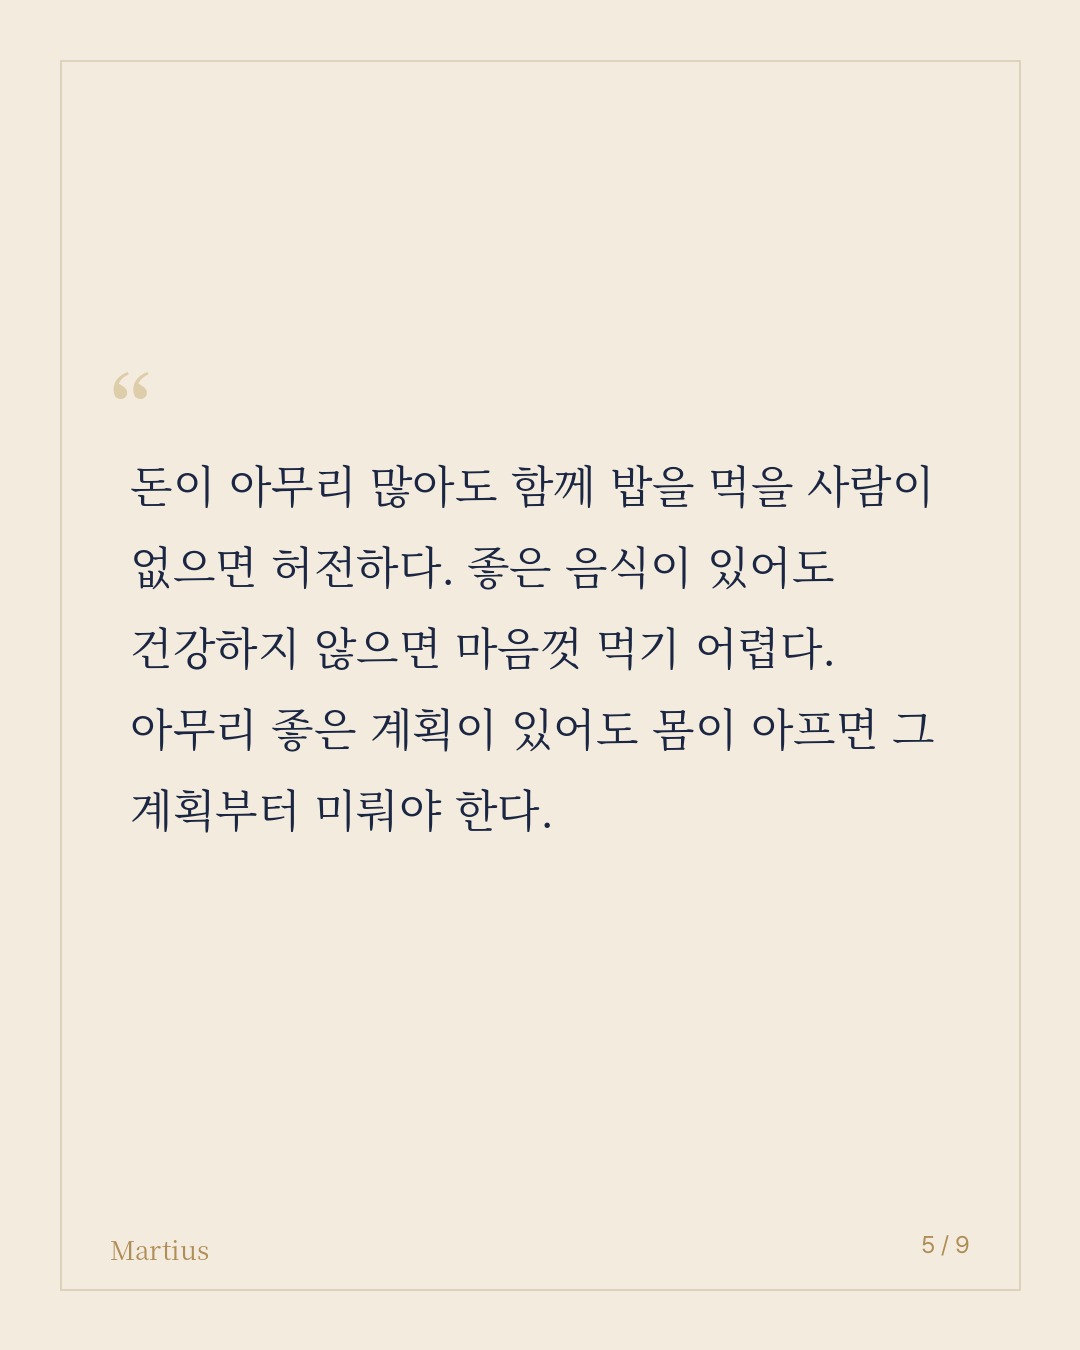 “
돈이 아무리 많아도 함께 밥을 먹을 사람이
없으면 허전하다. 좋은 음식이 있어도
건강하지 않으면 마음껏 먹기 어렵다.
아무리 좋은 계획이 있어도 몸이 아프면 그
계획부터 미뤄야 한다.
Martius
5 / 9